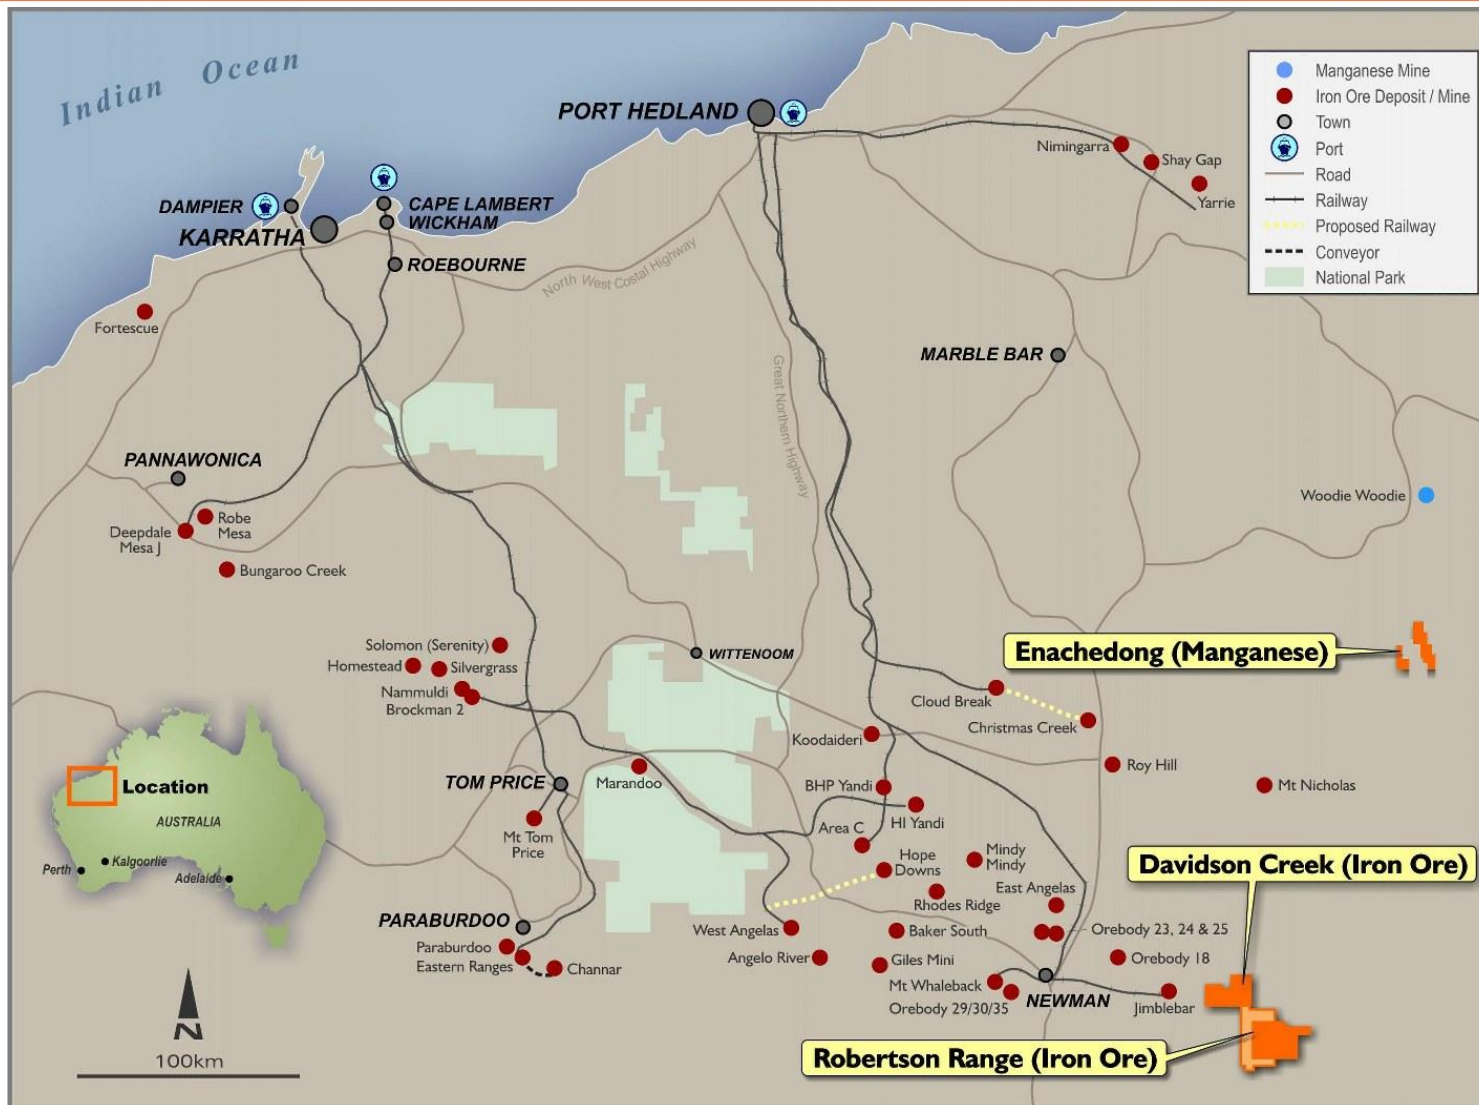 Indian Ocean
PORT HEDLAND
Manganese Mine
Iron Ore Deposit / Mine
Town
Port
Road
Railway
Proposed Railway
Conveyor
National Park
Nimingarra
Shay Gap
Yarrie
DAMPIER
KARRATHA
CAPE LAMBERT
WICKHAM
ROEBOURNE
North West Costal Highway
Fortescue
MARBLE BAR
Great Northern Highway
PANNAWONICA
Woodie Woodie
Robe
Mesa
Deepdale
Mesa J
Bungaroo Creek
Solomon (Serenity)
Homestead
Silvergrass
Nammuldi
Brockman 2
WITTENOOM
Enachedong (Manganese)
Cloud Break
Christmas Creek
Koodaideri
Roy Hill
Mt Nicholas
Location
AUSTRALIA
Perth
Kalgoorlie
Adelaide
TOM PRICE
Marandoo
Mt Tom
Price
BHP Yandi
HI Yandi
Area C
Hope
Downs
Mindy
Mindy
Rhodes Ridge
East Angelas
Davidson Creek (Iron Ore)
PARABURDOO
Paraburdoo
Eastern Ranges
Channar
West Angelas
Angelo River
Baker South
Giles Mini
Orebody 23, 24 & 25
Orebody 18
Mt Whaleback
Orebody 29/30/35
NEWMAN
Jimblebar
Robertson Range (Iron Ore)
N
100km